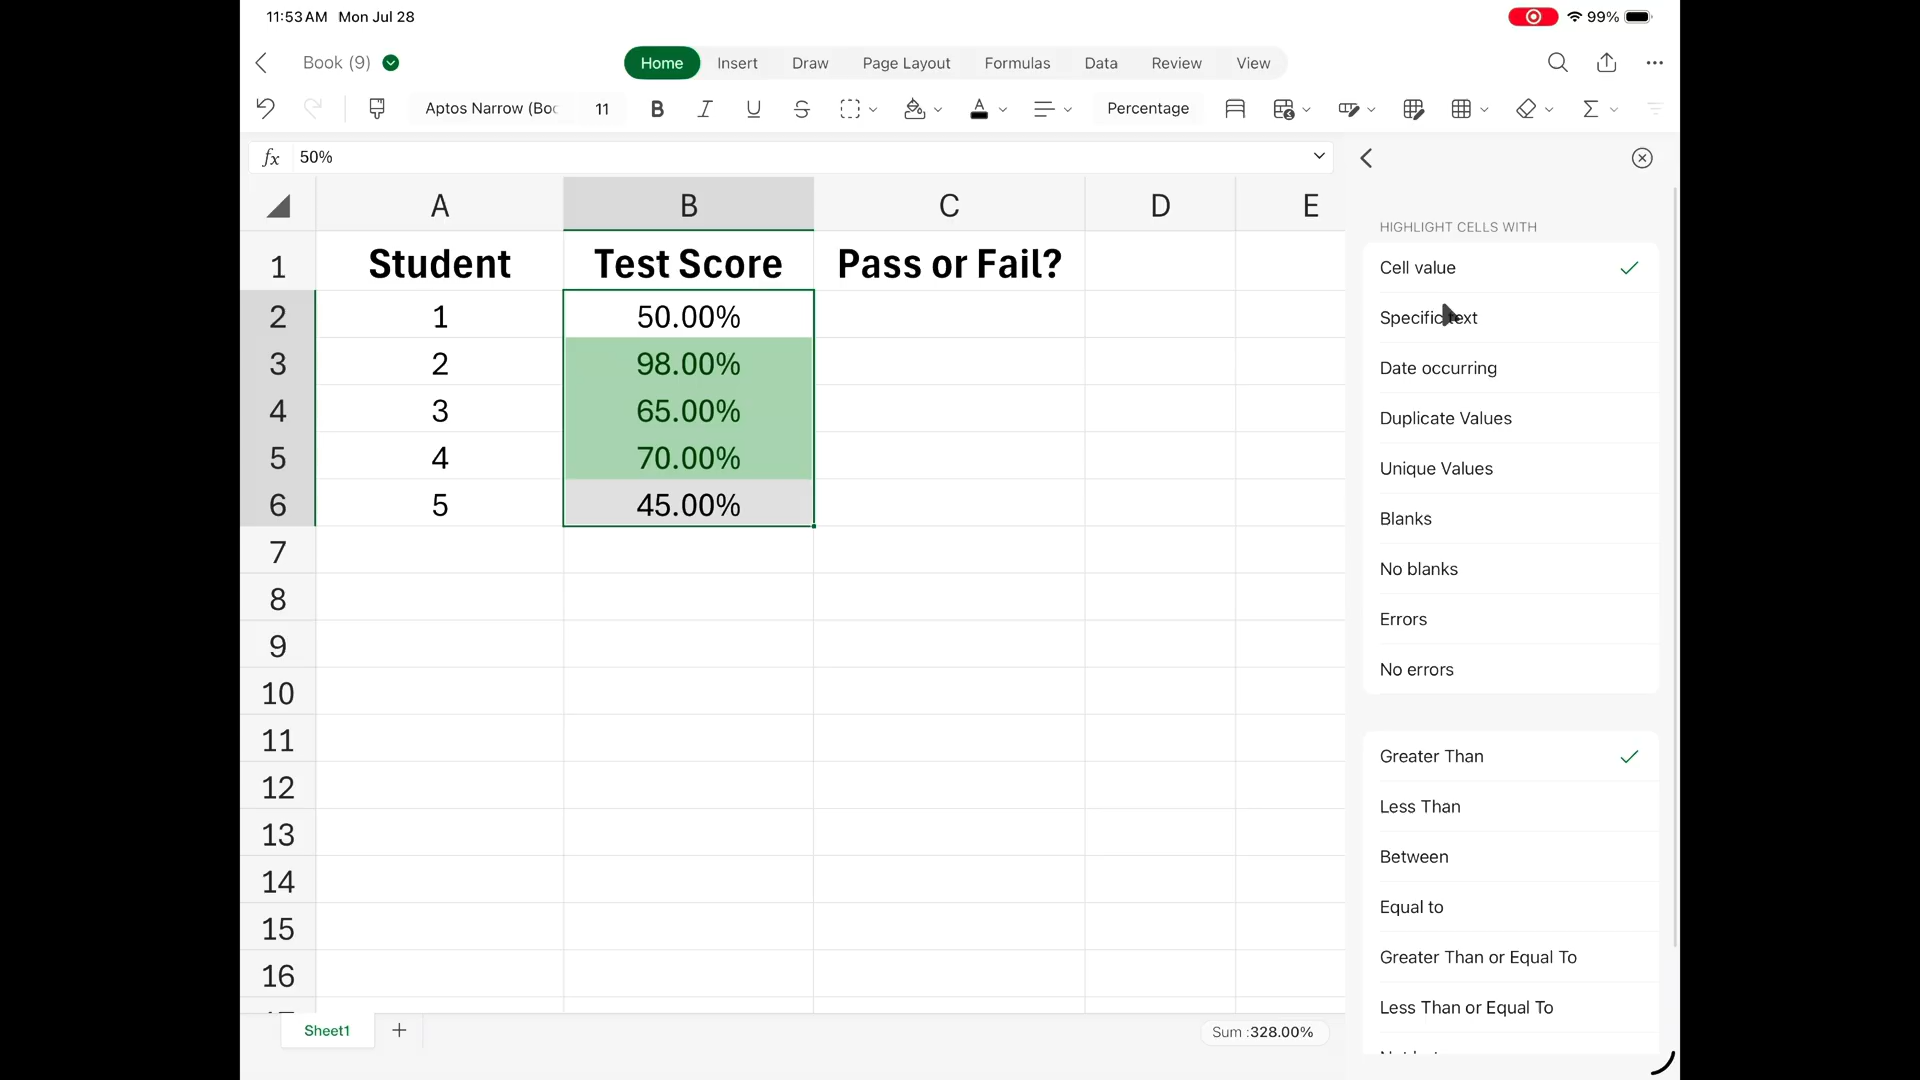 11:53 AM Mon Jul 28
99%
Book (9)
Home Insert Draw Page Layout Formulas Data Review View
Aptos Narrow (Boc 11 B I U S A Percentage Σ
fx 50%
A B C D E
1 Student Test Score Pass or Fail?
2 1 50.00%
3 2 98.00%
4 3 65.00%
5 4 70.00%
6 5 45.00%
7
8
9
10
11
12
13
14
15
16
HIGHLIGHT CELLS WITH
Cell value
Specific text
Date occurring
Duplicate Values
Unique Values
Blanks
No blanks
Errors
No errors
Greater Than
Less Than
Between
Equal to
Greater Than or Equal To
Less Than or Equal To
Sheet1 +
Sum :328.00%